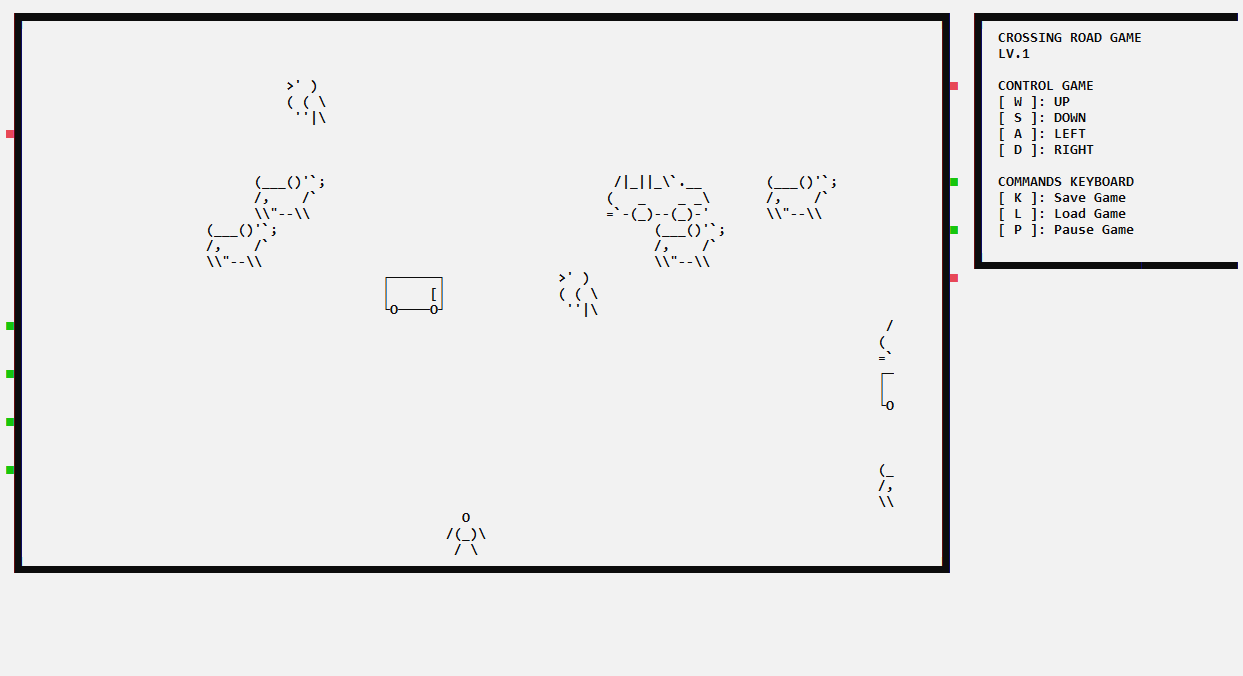 CROSSING ROAD GAME
LV.1
CONTROL GAME
[ W ]: UP
[ S ]: DOWN
[ A ]: LEFT
[ D ]: RIGHT
COMMANDS KEYBOARD
[ K ]: Save Game
[ L ]: Load Game
[ P ]: Pause Game